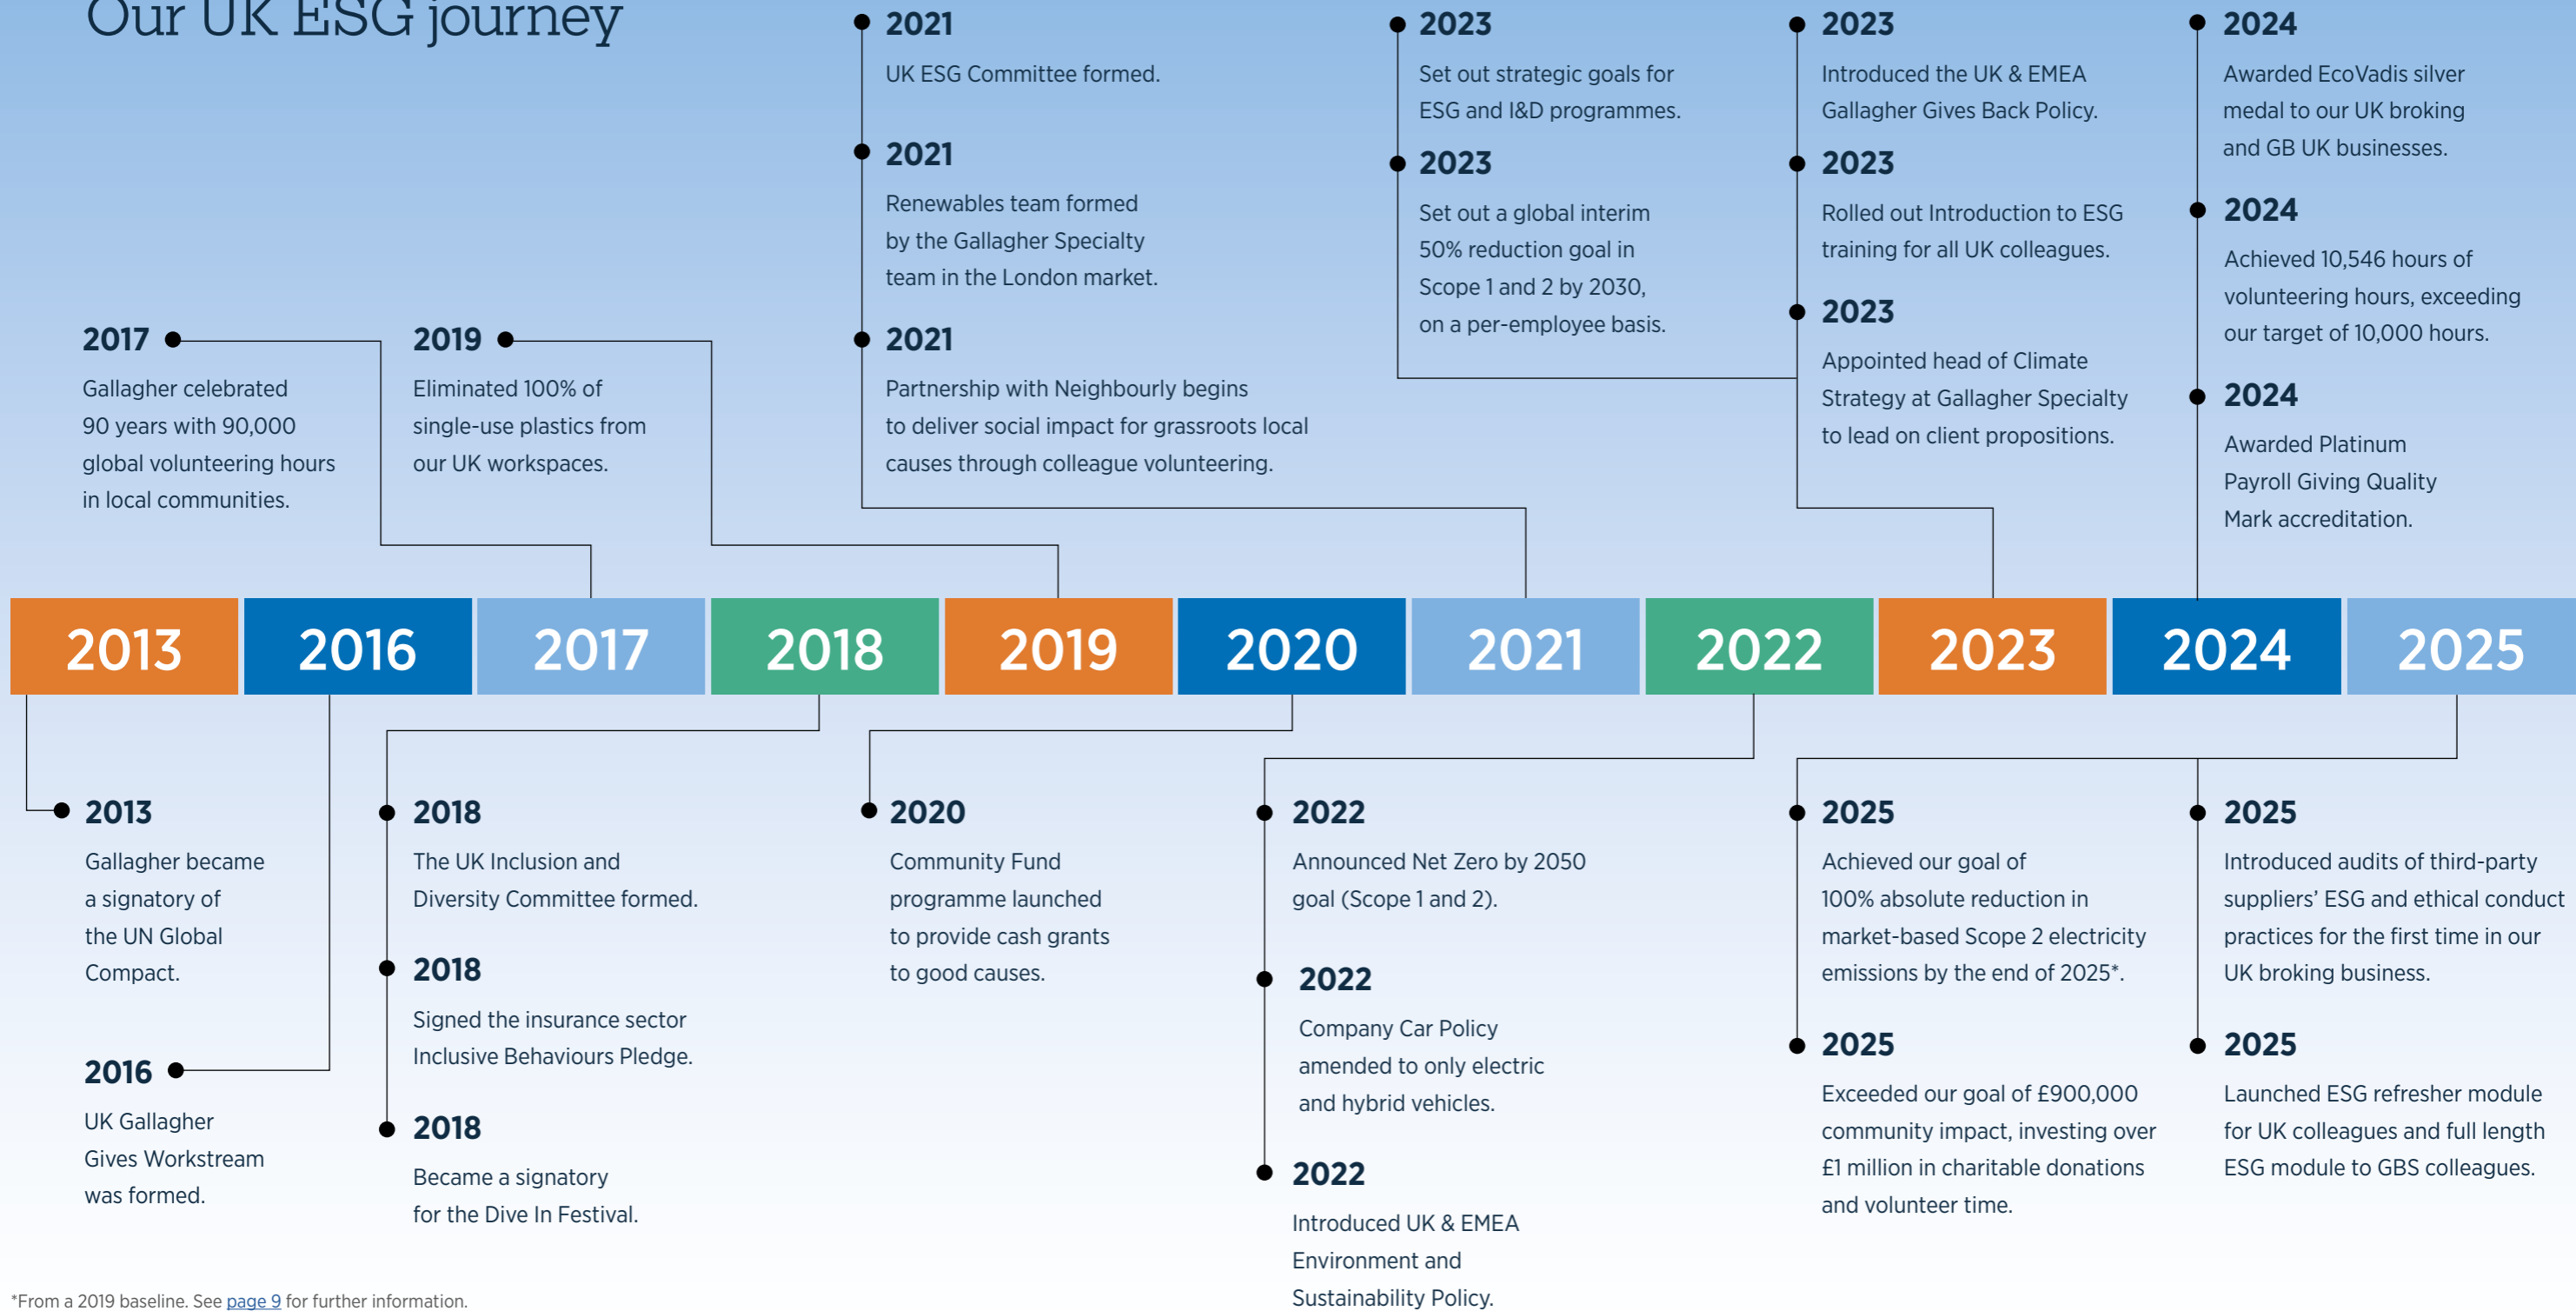 Our UK ESG journey
2021
UK ESG Committee formed.
2021
Renewables team formed
by the Gallagher Specialty
team in the London market.
2021
Partnership with Neighbourly begins
to deliver social impact for grassroots local
causes through colleague volunteering.
2023
Set out strategic goals for
ESG and I&D programmes.
2023
Set out a global interim
50% reduction goal in
Scope 1 and 2 by 2030,
on a per-employee basis.
2023
Introduced the UK & EMEA
Gallagher Gives Back Policy.
2023
Rolled out Introduction to ESG
training for all UK colleagues.
2023
Appointed head of Climate
Strategy at Gallagher Specialty
to lead on client propositions.
2024
Awarded EcoVadis silver
medal to our UK broking
and GB UK businesses.
2024
Achieved 10,546 hours of
volunteering hours, exceeding
our target of 10,000 hours.
2024
Awarded Platinum
Payroll Giving Quality
Mark accreditation.
2017
Gallagher celebrated
90 years with 90,000
global volunteering hours
in local communities.
2019
Eliminated 100% of
single-use plastics from
our UK workspaces.
2013
2016
2017
2018
2019
2020
2021
2022
2023
2024
2025
2013
Gallagher became
a signatory of
the UN Global
Compact.
2016
UK Gallagher
Gives Workstream
was formed.
2018
The UK Inclusion and
Diversity Committee formed.
2018
Signed the insurance sector
Inclusive Behaviours Pledge.
2018
Became a signatory
for the Dive In Festival.
2020
Community Fund
programme launched
to provide cash grants
to good causes.
2022
Announced Net Zero by 2050
goal (Scope 1 and 2).
2022
Company Car Policy
amended to only electric
and hybrid vehicles.
2022
Introduced UK & EMEA
Environment and
Sustainability Policy.
2025
Achieved our goal of
100% absolute reduction in
market-based Scope 2 electricity
emissions by the end of 2025*.
2025
Exceeded our goal of £900,000
community impact, investing over
£1 million in charitable donations
and volunteer time.
2025
Introduced audits of third-party
suppliers’ ESG and ethical conduct
practices for the first time in our
UK broking business.
2025
Launched ESG refresher module
for UK colleagues and full length
ESG module to GBS colleagues.
*From a 2019 baseline. See page 9 for further information.